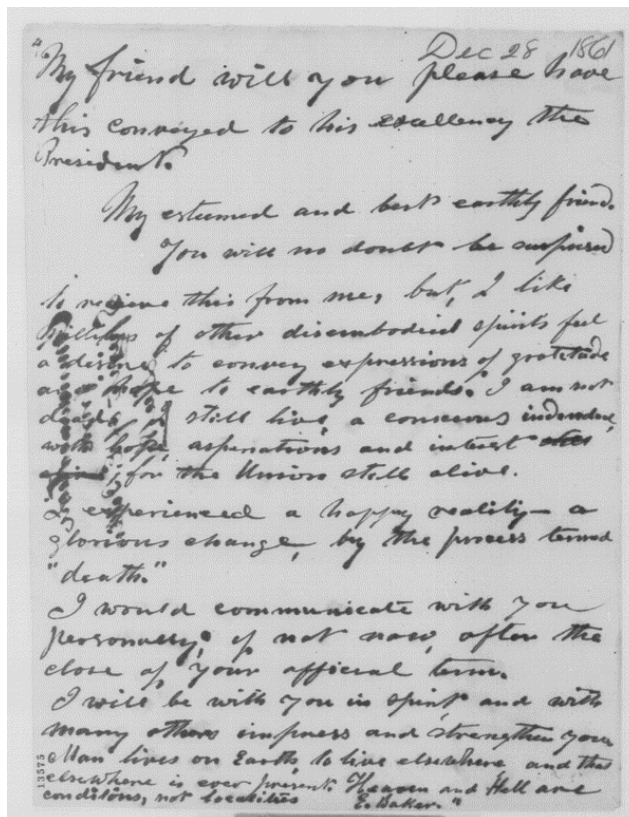 Dec 28 1861
"My friend will you please have
this conveyed to his excellency the
President.
My esteemed and best earthly friend.
You will no doubt be surprised
to recieve this from me, but, I like
millions of other disembodied spirits feel
a desire to convey expressions of gratitude
and hope to earthly friends. I am not
dead. I still live, a conscious
with hope, aspirations and interest
for the Union still alive.
I experienced a happy reality – a
glorious change, by the process termed
"death."
I would communicate with you
personally, if not now, after the
close of your official term.
I will be with you in spirit and with
many others impress and strengthen you.
Man lives on Earth, to live elsewhere and that
elsewhere is ever present. Heaven and Hell are
conditions, not localities E. Baker."
13575